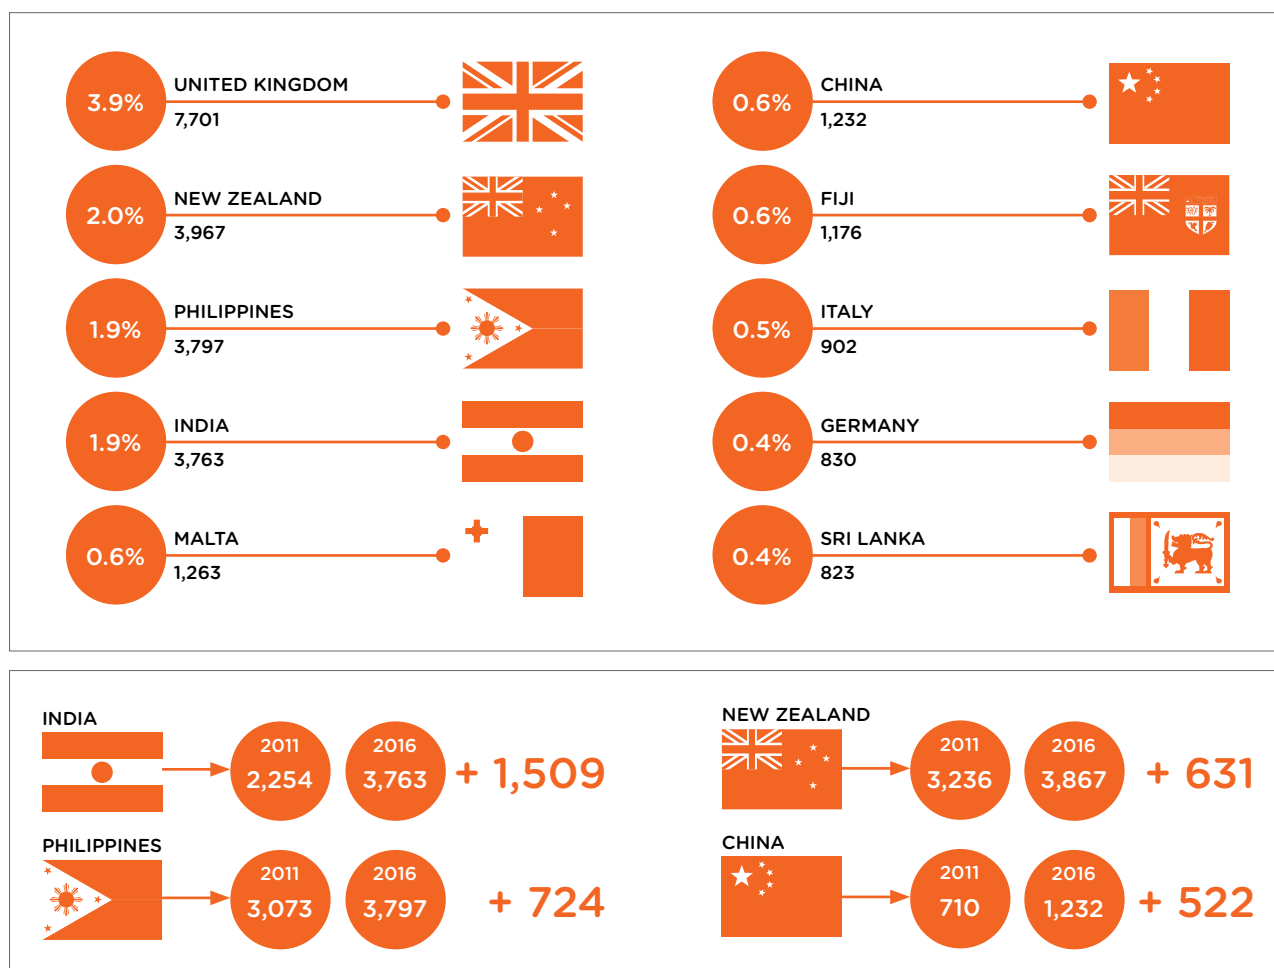 3.9%
UNITED KINGDOM
7,701
2.0%
NEW ZEALAND
3,967
1.9%
PHILIPPINES
3,797
1.9%
INDIA
3,763
0.6%
MALTA
1,263
0.6%
CHINA
1,232
0.6%
FIJI
1,176
0.5%
ITALY
902
0.4%
GERMANY
830
0.4%
SRI LANKA
823
INDIA
2011
2,254
2016
3,763
+ 1,509
PHILIPPINES
2011
3,073
2016
3,797
+ 724
NEW ZEALAND
2011
3,236
2016
3,867
+ 631
CHINA
2011
710
2016
1,232
+ 522